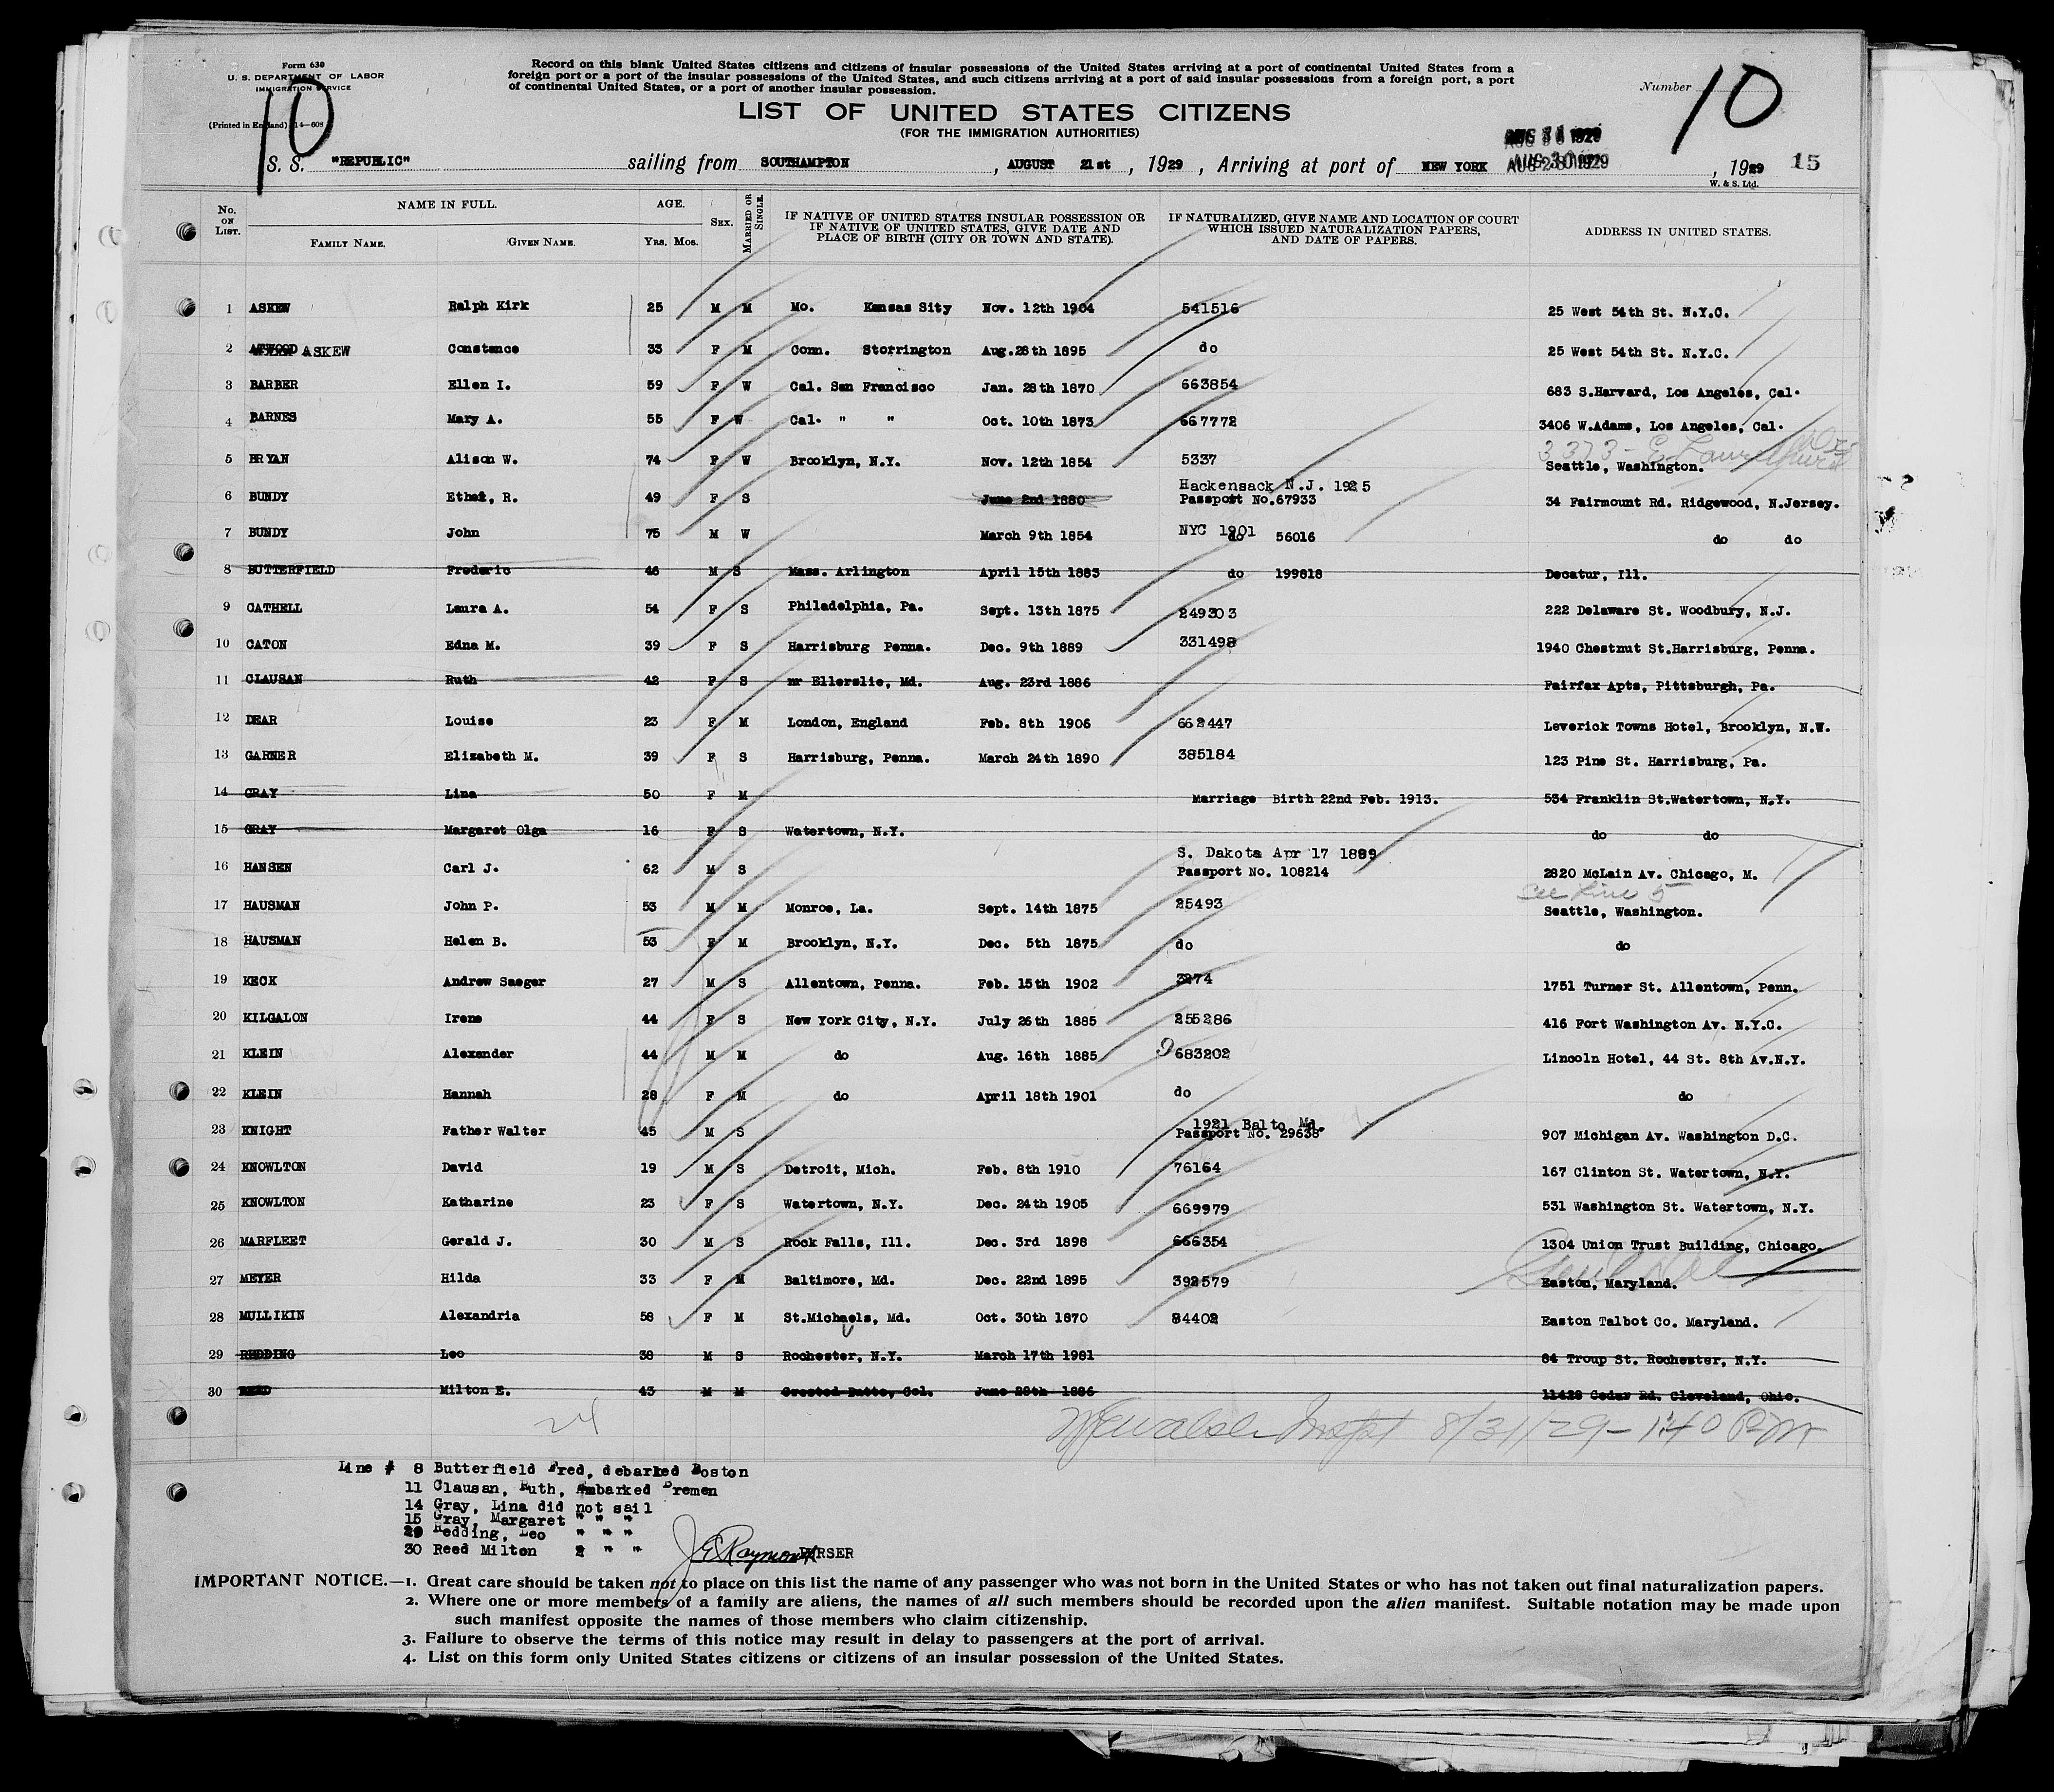 Form 630
U. S. DEPARTMENT OF LABOR
IMMIGRATION SERVICE
(Printed in England) 14—608
10
Record on this blank United States citizens and citizens of insular possessions of the United States arriving at a port of continental United States from a
foreign port or a port of the insular possessions of the United States, and such citizens arriving at a port of said insular possessions from a foreign port, a port
of continental United States, or a port of another insular possession.
Number 10
LIST OF UNITED STATES CITIZENS
(FOR THE IMMIGRATION AUTHORITIES)
S. S. "REPUBLIC" sailing from SOUTHAMPTON, AUGUST 21st, 1929, Arriving at port of NEW YORK AUG 30 1929, 1929 15
W. & S. Ltd.
No. ON LIST. NAME IN FULL. FAMILY NAME. GIVEN NAME. AGE. YRS. MOS. SEX. MARRIED OR SINGLE. IF NATIVE OF UNITED STATES INSULAR POSSESSION OR IF NATIVE OF UNITED STATES, GIVE DATE AND PLACE OF BIRTH (CITY OR TOWN AND STATE). IF NATURALIZED, GIVE NAME AND LOCATION OF COURT WHICH ISSUED NATURALIZATION PAPERS, AND DATE OF PAPERS. ADDRESS IN UNITED STATES.
1 ASKEW Ralph Kirk 25 M M Mo. Kansas Sity Nov. 12th 1904 541516 25 West 54th St. N.Y.C.
2 ATWOOD ASKEW Constance 33 F M Conn. Storrington Aug.28th 1895 do 25 West 54th St. N.Y.C.
3 BARBER Ellen I. 59 F W Cal. San Francisco Jan. 28th 1870 663854 683 S.Harvard, Los Angeles, Cal.
4 BARNES Mary A. 55 F W Cal. " " Oct. 10th 1873 667772 3406 W.Adams, Los Angeles, Cal.
3373 - E
5 BRYAN Alison W. 74 F W Brooklyn, N.Y. Nov. 12th 1854 5337 Seattle, Washington.
Hackensack N.J. 1925
6 BUNDY Ethel, R. 49 F S June 2nd 1880 Passport No.67933 34 Fairmount Rd. Ridgewood, N.Jersey.
NYC 1901
7 BUNDY John 75 M W March 9th 1854 do 56016 do do
8 BUTTERFIELD Frederic 46 M S Mass. Arlington April 15th 1883 do 199818 Decatur, Ill.
9 CATHELL Laura A. 54 F S Philadelphia, Pa. Sept. 13th 1875 249303 222 Delaware St. Woodbury, N.J.
10 CATON Edna M. 39 F S Harrisburg Penna. Dec. 9th 1889 331498 1940 Chestnut St.Harrisburg, Penna.
11 CLAUSAN Ruth 42 F S nr Ellerslie, Md. Aug. 23rd 1886 Fairfax Apts, Pittsburgh, Pa.
12 DEAR Louise 23 F M London, England Feb. 8th 1906 662447 Leverick Towns Hotel, Brooklyn, N.W.
13 GARNER Elizabeth M. 39 F S Harrisburg, Penna. March 24th 1890 385184 123 Pine St. Harrisburg, Pa.
14 GRAY Lina 50 F M Marriage Birth 22nd Feb. 1913. 534 Franklin St.Watertown, N.Y.
15 GRAY Margaret Olga 16 F S Watertown, N.Y. do do
S. Dakota Apr 17 1889
16 HANSEN Carl J. 62 M S Passport No. 108214 2820 McLain Av. Chicago, M.
see line 5
17 HAUSMAN John P. 53 M M Monroe, La. Sept. 14th 1875 25493 Seattle, Washington.
18 HAUSMAN Helen B. 53 F M Brooklyn, N.Y. Dec. 5th 1875 do do
19 KECK Andrew Saeger 27 M S Allentown, Penna. Feb. 15th 1902 3274 1751 Turner St. Allentown, Penn.
20 KILGALON Irene 44 F S New York City, N.Y. July 26th 1885 255286 416 Fort Washington Av. N.Y.C.
21 KLEIN Alexander 44 M M do Aug. 16th 1885 683202 Lincoln Hotel, 44 St. 8th Av.N.Y.
22 KLEIN Hannah 28 F M do April 18th 1901 do do
1921 Balto Md.
23 KNIGHT Father Walter 45 M S Passport No. 29638 907 Michigan Av. Washington D.C.
24 KNOWLTON David 19 M S Detroit, Mich. Feb. 8th 1910 76164 167 Clinton St. Watertown, N.Y.
25 KNOWLTON Katharine 23 F S Watertown, N.Y. Dec. 24th 1905 669979 531 Washington St. Watertown, N.Y.
26 MARFLEET Gerald J. 30 M S Rock Falls, Ill. Dec. 3rd 1898 666354 1304 Union Trust Building, Chicago.
27 MEYER Hilda 33 F M Baltimore, Md. Dec. 22nd 1895 392579 Easton, Maryland.
28 MULLIKIN Alexandria 58 F M St.Michaels, Md. Oct. 30th 1870 84402 Easton Talbot Co. Maryland.
29 REDDING Leo 38 M S Rochester, N.Y. March 17th 1981 84 Troup St. Rochester, N.Y.
30 REED Milton E. 43 M M Crested Butte, Col. June 28th 1886 11428 Cedar Rd. Cleveland, Ohio.
24 Inspt 8/31/29 - 1:40 PM
Line # 8 Butterfield Fred, debarked Boston
11 Clausan, Ruth, Embarked Bremen
14 Gray, Lina did not sail
15 Gray, Margaret " " "
29 Redding, Leo " " "
30 Reed Milton " " "
J G Raymont PURSER
IMPORTANT NOTICE.—1. Great care should be taken not to place on this list the name of any passenger who was not born in the United States or who has not taken out final naturalization papers.
2. Where one or more members of a family are aliens, the names of all such members should be recorded upon the alien manifest. Suitable notation may be made upon
such manifest opposite the names of those members who claim citizenship.
3. Failure to observe the terms of this notice may result in delay to passengers at the port of arrival.
4. List on this form only United States citizens or citizens of an insular possession of the United States.